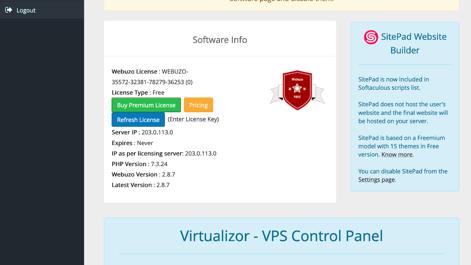 Logout
software page and disable them.
Software Info
Webuzo License : WEBUZO-
35572-32381-78279-36253 (0)
License Type : Free
Buy Premium License Pricing
Refresh License (Enter License Key)
Server IP : 203.0.113.0
Expires : Never
IP as per licensing server: 203.0.113.0
PHP Version : 7.3.24
Webuzo Version : 2.8.7
Latest Version : 2.8.7
Webuzo
FREE
SitePad Website
Builder
SitePad is now included in
Softaculous scripts list.
SitePad does not host the user's
website and the final website will
be hosted on your server.
SitePad is based on a Freemium
model with 15 themes in Free
version. Know more.
You can disable SitePad from the
Settings page.
Virtualizor - VPS Control Panel